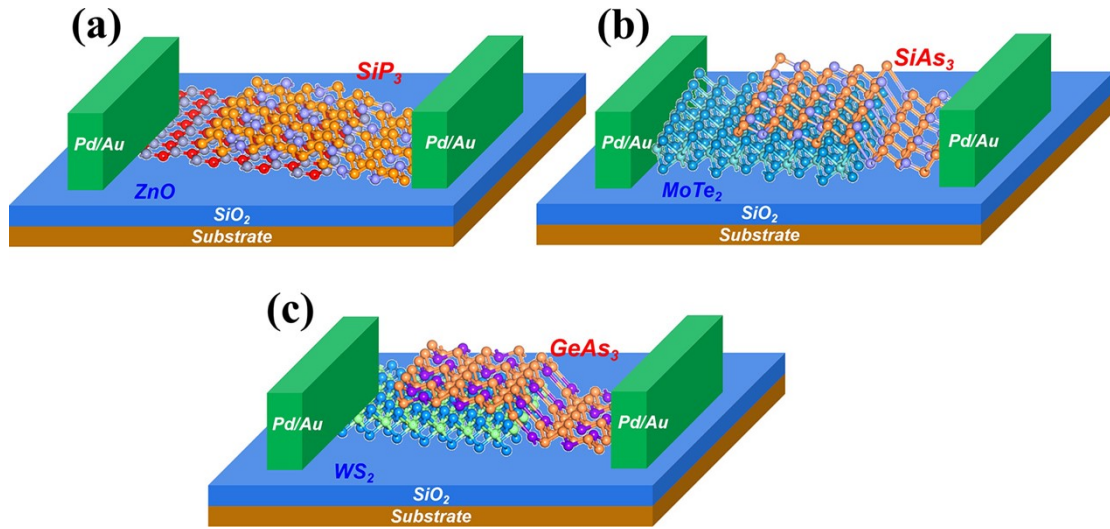 (a)
SiP₃
Pd/Au
Pd/Au
ZnO
SiO₂
Substrate
(b)
SiAs₃
Pd/Au
Pd/Au
MoTe₂
SiO₂
Substrate
(c)
GeAs₃
Pd/Au
Pd/Au
WS₂
SiO₂
Substrate